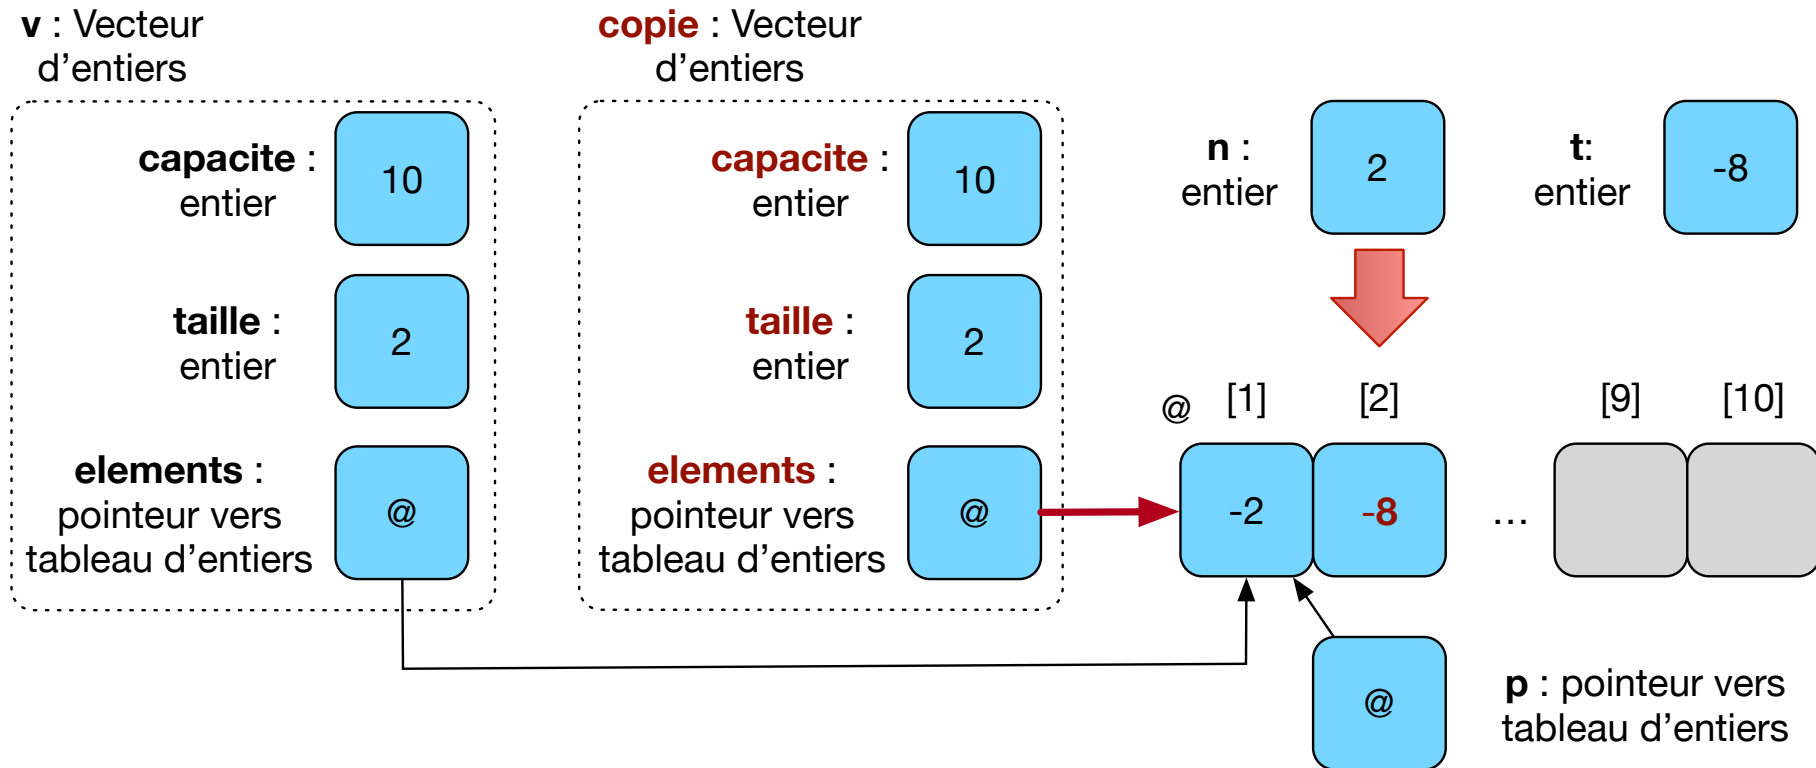 v : Vecteur
d’entiers
capacite :
entier
10
taille :
entier
2
elements :
pointeur vers
tableau d’entiers
@
copie : Vecteur
d’entiers
capacite :
entier
10
taille :
entier
2
elements :
pointeur vers
tableau d’entiers
@
n :
entier
2
t:
entier
-8
@ [1] [2] [9] [10]
-2 -8 ...
@
p : pointeur vers
tableau d’entiers